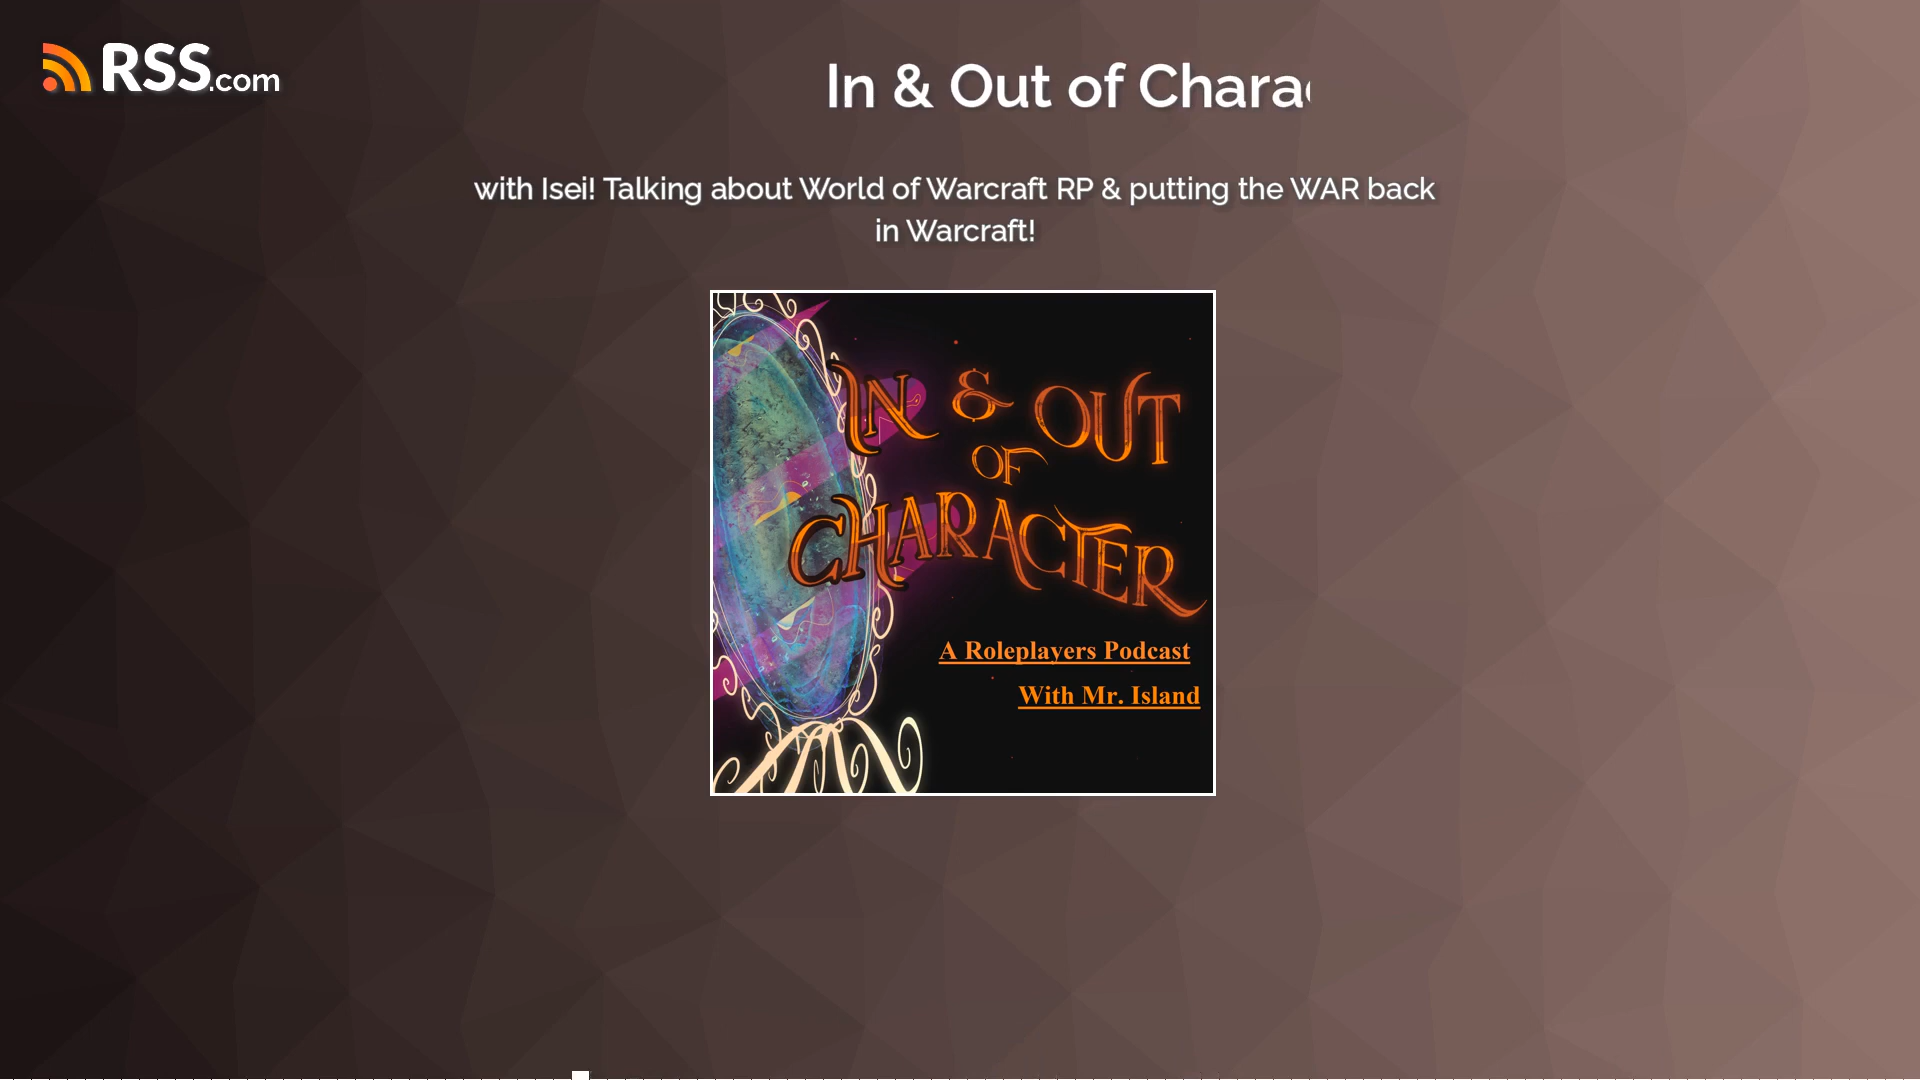 RSS.com
In & Out of Chara
with Isei! Talking about World of Warcraft RP & putting the WAR back
in Warcraft!
IN & OUT
OF
CHARACTER
A Roleplayers Podcast
With Mr. Island